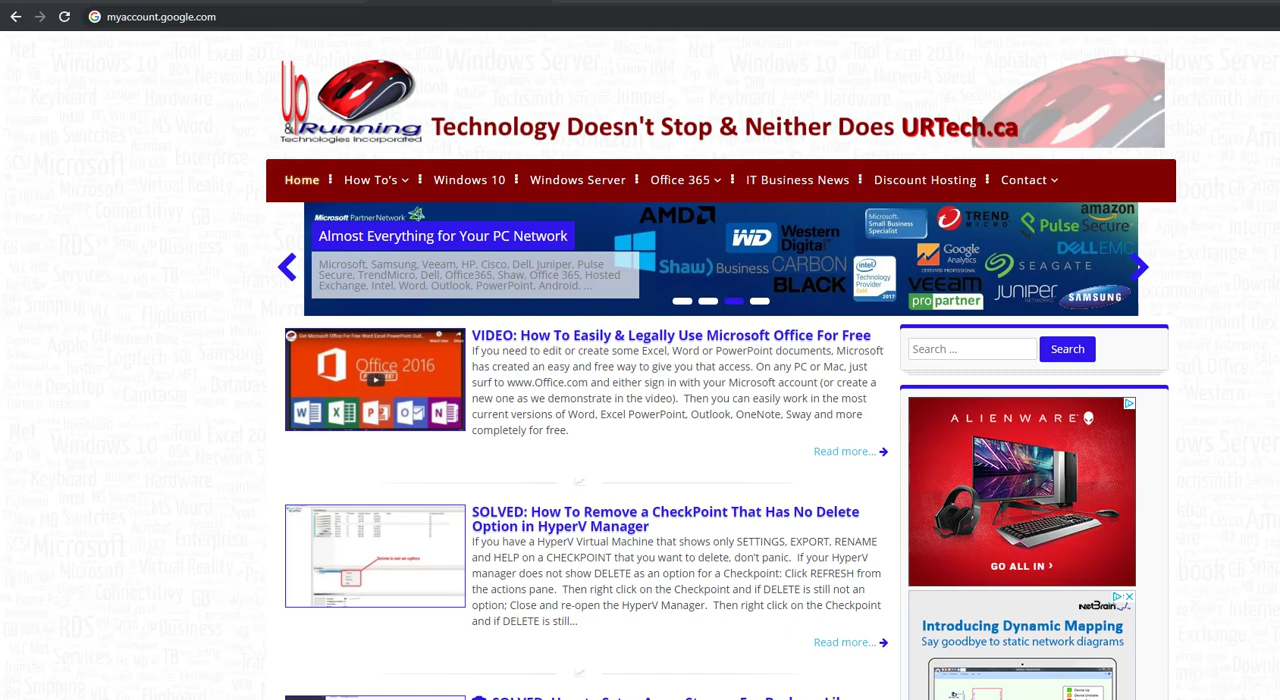 myaccount.google.com
Up
& Running
Technologies Incorporated
Technology Doesn't Stop & Neither Does URTech.ca
Home How To's Windows 10 Windows Server Office 365 IT Business News Discount Hosting Contact
Microsoft Partner Network
Almost Everything for Your PC Network
Microsoft, Samsung, Veeam, HP, Cisco, Dell, Juniper, Pulse
Secure, TrendMicro, Dell, Office365, Shaw, Office 365, Hosted
Exchange, Intel, Word, Outlook, PowerPoint, Android, ...
AMD
WD Western
Digital
Shaw) Business
CARBON
BLACK
Microsoft
Small Business
Specialist
intel
Technology
Provider
Gold
2017
TREND
MICRO
Google
Analytics
CERTIFIED PROFESSIONAL
veeam
propartner
amazon
Pulse Secure
DELLEMC
SEAGATE
JUNIPER
NETWORKS
SAMSUNG
Office 2016
VIDEO: How To Easily & Legally Use Microsoft Office For Free
If you need to edit or create some Excel, Word or PowerPoint documents, Microsoft
has created an easy and free way to give you that access. On any PC or Mac, just
surf to www.Office.com and either sign in with your Microsoft account (or create a
new one as we demonstrate in the video).  Then you can easily work in the most
current versions of Word, Excel PowerPoint, Outlook, OneNote, Sway and more
completely for free.
Read more...
SOLVED: How To Remove a CheckPoint That Has No Delete
Option in HyperV Manager
If you have a HyperV Virtual Machine that shows only SETTINGS, EXPORT, RENAME
and HELP on a CHECKPOINT that you want to delete, don't panic.  If your HyperV
manager does not show DELETE as an option for a Checkpoint: Click REFRESH from
the actions pane.  Then right click on the Checkpoint and if DELETE is still not an
option; Close and re-open the HyperV Manager.  Then right click on the Checkpoint
and if DELETE is still...
Read more...
Search ...
Search
ALIENWARE
GO ALL IN ›
NetBrain
Introducing Dynamic Mapping
Say goodbye to static network diagrams